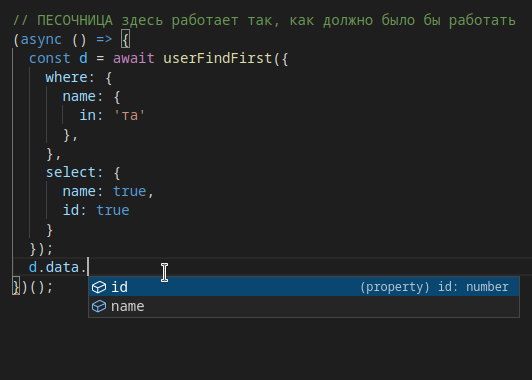 // ПЕСОЧНИЦА здесь работает так, как должно было бы работать
(async () => {
const d = await userFindFirst({
where: {
name: {
in: 'та'
},
},
select: {
name: true,
id: true
}
});
d.data.
id (property) id: number
})();
name